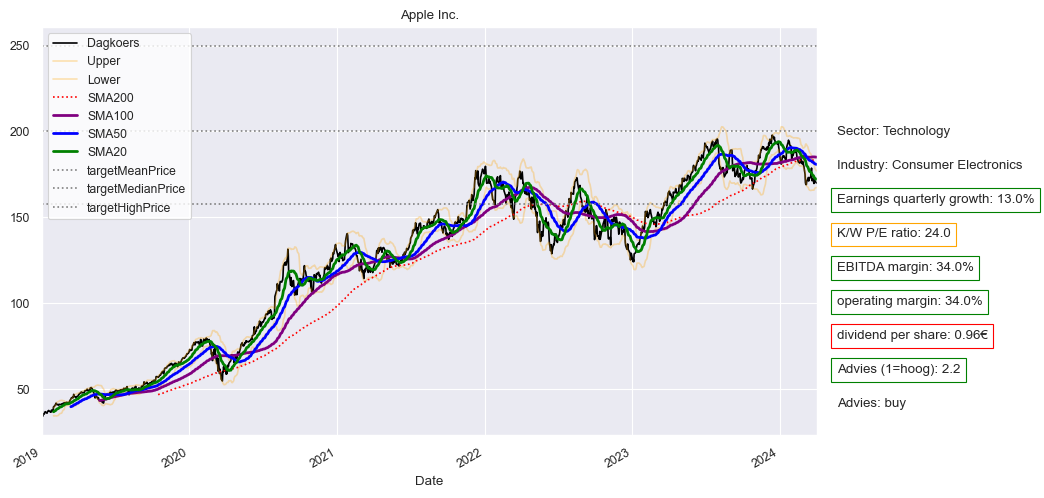 Apple Inc.
250
200
150
100
50
Dagkoers
Upper
Lower
SMA200
SMA100
SMA50
SMA20
targetMeanPrice
targetMedianPrice
targetHighPrice
2019
2020
2021
2022
2023
2024
Date
Sector: Technology
Industry: Consumer Electronics
Earnings quarterly growth: 13.0%
K/W P/E ratio: 24.0
EBITDA margin: 34.0%
operating margin: 34.0%
dividend per share: 0.96€
Advies (1=hoog): 2.2
Advies: buy